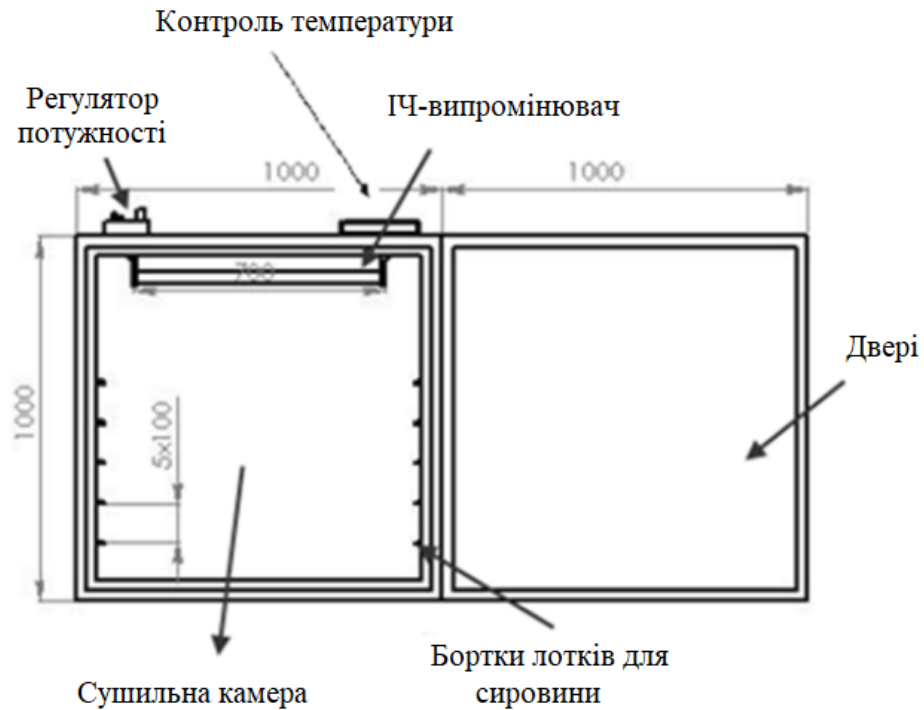 Контроль температури
Регулятор
потужності
ІЧ-випромінювач
1000
1000
700
Двері
1000
5x100
Бортки лотків для
сировини
Сушильна камера